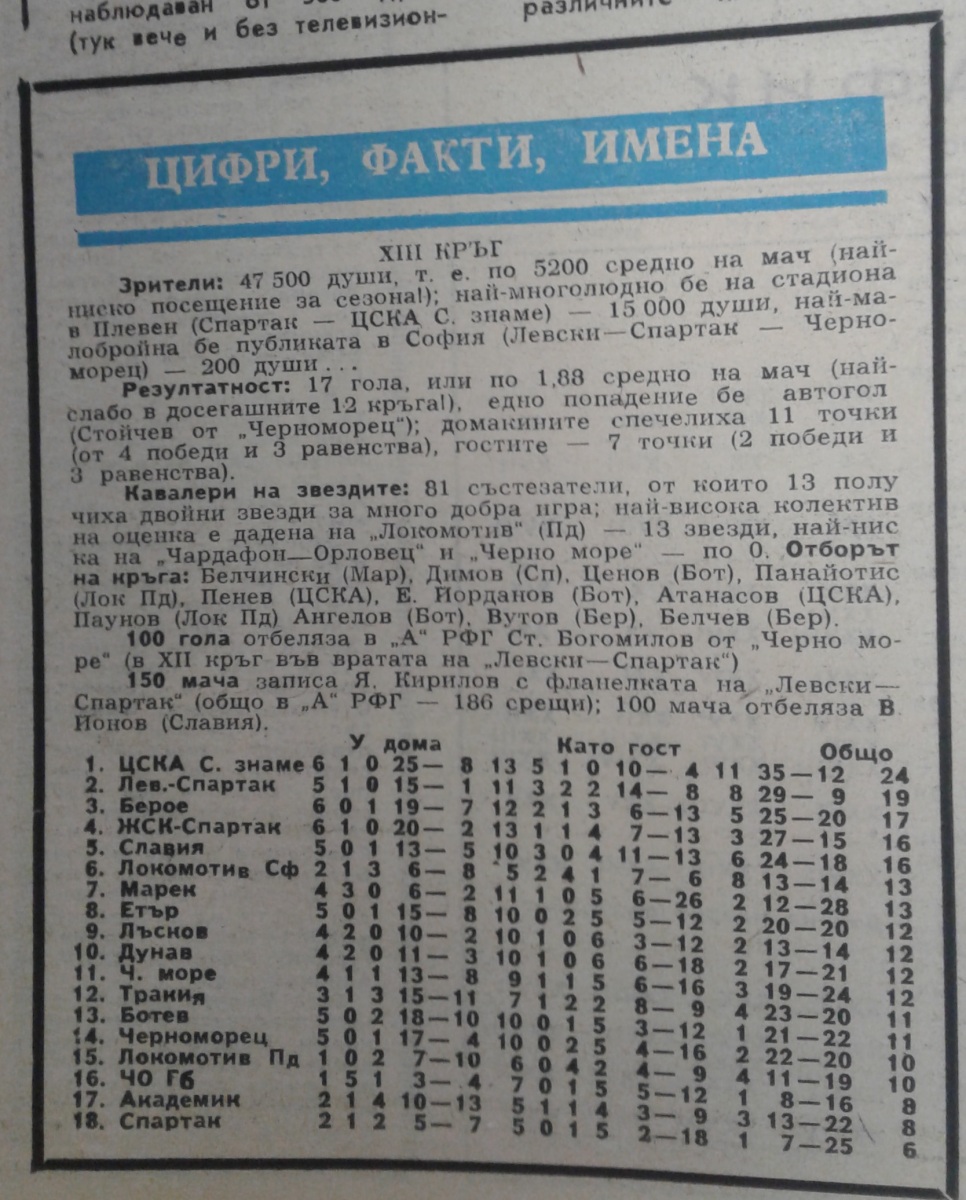 наблюдаван от
(тук вече и без телевизион-
различните
ЦИФРИ, ФАКТИ, ИМЕНА
XIII КРЪГ
Зрители: 47 500 души, т. е. по 5200 средно на мач (най-
ниско посещение за сезона!); най-многолюдно бе на стадиона
в Плевен (Спартак — ЦСКА С. знаме) — 15 000 души, най-ма-
лобройна бе публиката в София (Левски—Спартак — Черно-
морец) — 200 души...
Резултатност: 17 гола, или по 1,88 средно на мач (най-
слабо в досегашните 12 кръга!), едно попадение бе автогол
(Стойчев от „Черноморец“); домакините спечелиха 11 точки
(от 4 победи и 3 равенства), гостите — 7 точки (2 победи и
3 равенства).
Кавалери на звездите: 81 състезатели, от които 13 полу
чиха двойни звезди за много добра игра; най-висока колектив
на оценка е дадена на „Локомотив“ (Пд) — 13 звезди, най-нис
ка на „Чардафон—Орловец“ и „Черно море“ — по 0. Отборът
на кръга: Белчински (Мар), Димов (Сп), Ценов (Бот), Панайотис
(Лок Пд), Пенев (ЦСКА), Е. Йорданов (Бот), Атанасов (ЦСКА),
Паунов (Лок Пд) Ангелов (Бот), Вутов (Бер), Белчев (Бер).
100 гола отбеляза в „А“ РФГ Ст. Богомилов от „Черно мо-
ре“ (в XII кръг във вратата на „Левски—Спартак“)
150 мача записа Я. Кирилов с фланелката на „Левски—
Спартак“ (общо в „А“ РФГ — 186 срещи); 100 мача отбеляза В
Йонов (Славия).
У дома Като гост Общо
1. ЦСКА С. знаме 6 1 0 25— 8 13 5 1 0 10— 4 11 35—12 24
2. Лев.-Спартак 5 1 0 15— 1 11 3 2 2 14— 8 8 29— 9 19
3. Берое 6 0 1 19— 7 12 2 1 3 6—13 5 25—20 17
4. ЖСК-Спартак 6 1 0 20— 2 13 1 1 4 7—13 3 27—15 16
5. Славия 5 0 1 13— 5 10 3 0 4 11—13 6 24—18 16
6. Локомотив Сф 2 1 3 6— 8 5 2 4 1 7— 6 8 13—14 13
7. Марек 4 3 0 6— 2 11 1 0 5 6—26 2 12—28 13
8. Етър 5 0 1 15— 8 10 0 2 5 5—12 2 20—20 12
9. Лъсков 4 2 0 10— 2 10 1 0 6 3—12 2 13—14 12
10. Дунав 4 2 0 11— 3 10 1 0 6 6—18 2 17—21 12
11. Ч. море 4 1 1 13— 8 9 1 1 5 6—16 3 19—24 12
12. Тракия 3 1 3 15—11 7 1 2 2 8— 9 4 23—20 11
13. Ботев 5 0 2 18—10 10 0 1 5 3—12 1 21—22 11
14. Черноморец 5 0 1 17— 4 10 0 2 5 4—16 2 22—20 10
15. Локомотив Пд 1 0 2 7—10 6 0 4 2 4— 9 4 11—19 10
16. ЧО Гб 1 5 1 3— 4 7 0 1 5 5—12 1 8—16 8
17. Академик 2 1 4 10—13 5 1 1 4 3— 9 3 13—22 8
18. Спартак 2 1 2 5— 7 5 0 1 5 2—18 1 7—25 6